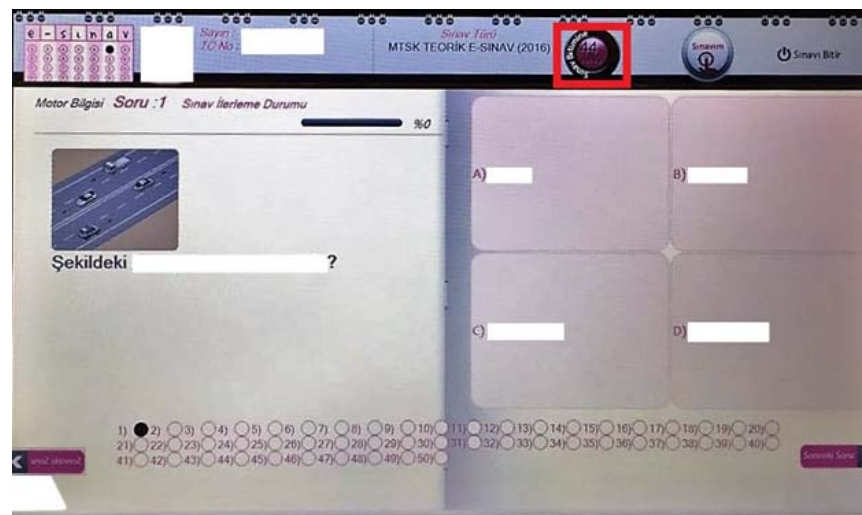 e - s ı n a v
Sayın :
TC No :
Sınav Türü
MTSK TEORİK E-SINAV (2016)
Sınav Bitimine
44
Sınavım
Sınavı Bitir
Motor Bilgisi Soru :1 Sınav İlerleme Durumu
%0
Şekildeki ?
A)
B)
C)
D)
1) 2) 3) 4) 5) 6) 7) 8) 9) 10) 11) 12) 13) 14) 15) 16) 17) 18) 19) 20)
21) 22) 23) 24) 25) 26) 27) 28) 29) 30) 31) 32) 33) 34) 35) 36) 37) 38) 39) 40)
41) 42) 43) 44) 45) 46) 47) 48) 49) 50)
Önceki Soru
Sonraki Soru